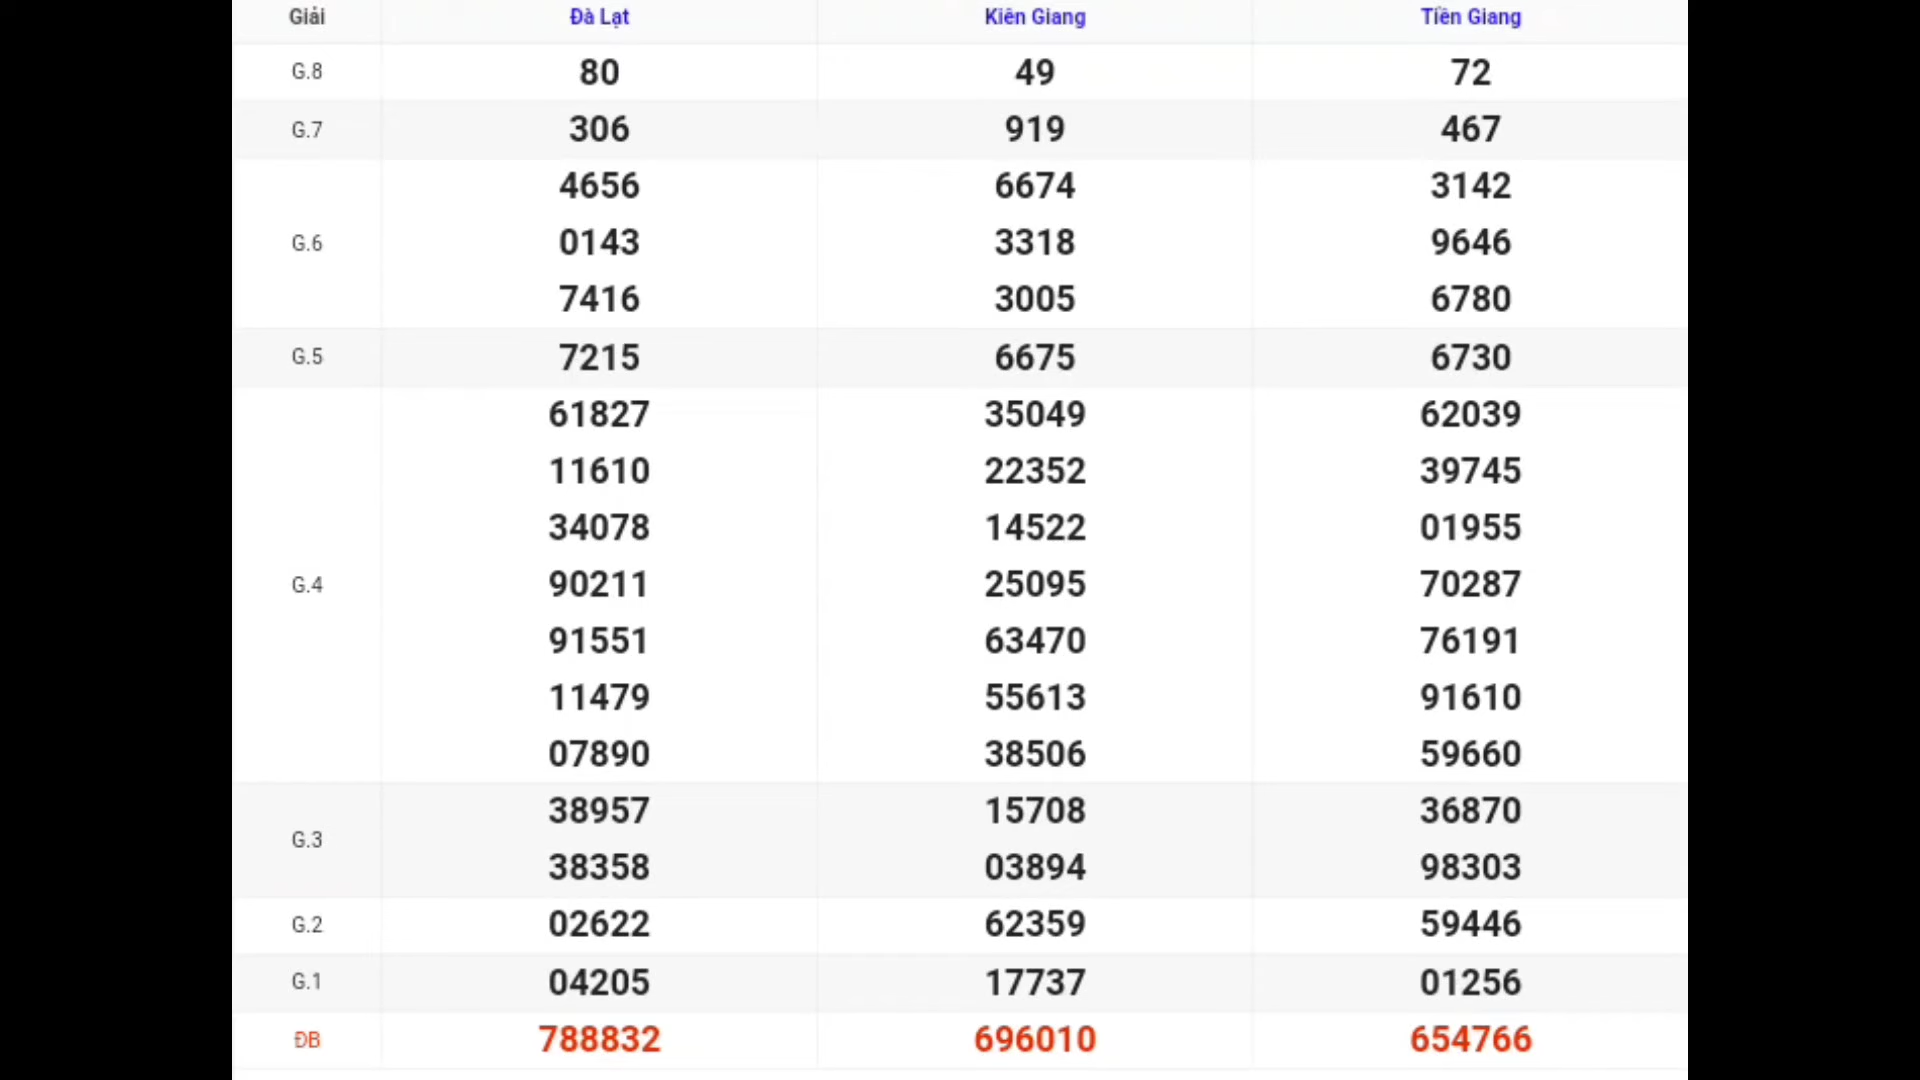 Giải Đà Lạt Kiên Giang Tiền Giang
G.8 80 49 72
G.7 306 919 467
4656 6674 3142
G.6 0143 3318 9646
7416 3005 6780
G.5 7215 6675 6730
61827 35049 62039
11610 22352 39745
34078 14522 01955
G.4 90211 25095 70287
91551 63470 76191
11479 55613 91610
07890 38506 59660
38957 15708 36870
G.3
38358 03894 98303
G.2 02622 62359 59446
G.1 04205 17737 01256
ĐB 788832 696010 654766